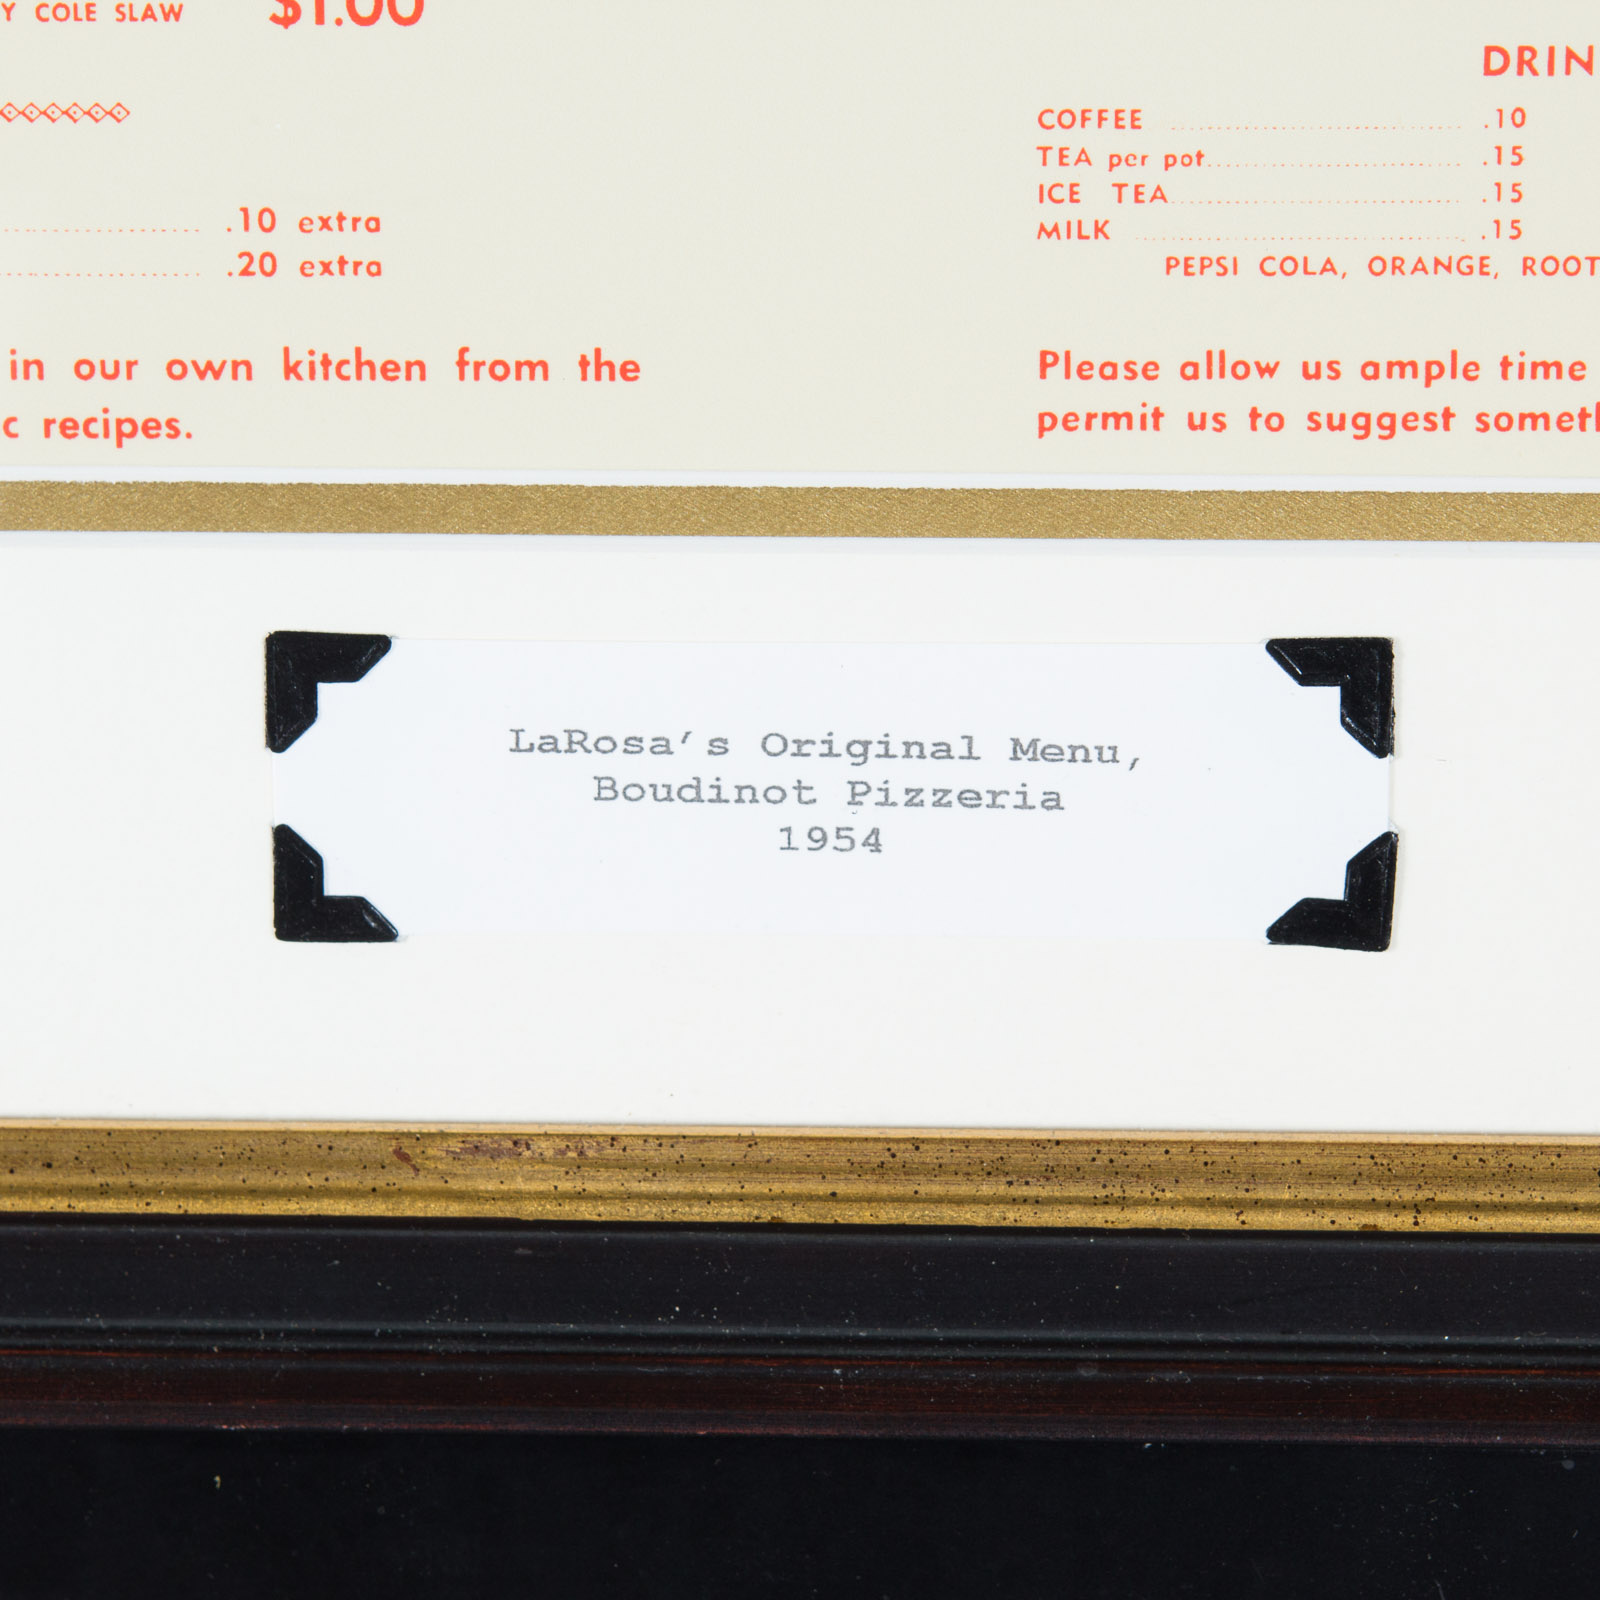 COLE SLAW $1.00
.10 extra
.20 extra
in our own kitchen from the
recipes.
COFFEE .10
TEA per pot .15
ICE TEA .15
MILK .15
PEPSI COLA, ORANGE, ROOT
Please allow us ample time
permit us to suggest
LaRosa's Original Menu,
Boudinot Pizzeria
1954